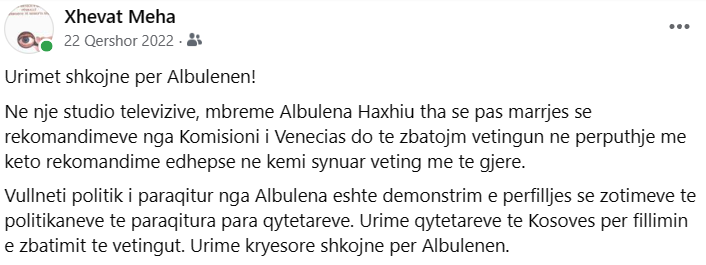 Xhevat Meha
22 Qershor 2022 ·
Urimet shkojne per Albulenen!
Ne nje studio televizive, mbreme Albulena Haxhiu tha se pas marrjes se
rekomandimeve nga Komisioni i Venecias do te zbatojm vetingun ne perputhje me
keto rekomandime edhepse ne kemi synuar veting me te gjere.
Vullneti politik i paraqitur nga Albulena eshte demonstrim e perfilljes se zotimeve te
politikaneve te paraqitura para qytetareve. Urime qytetareve te Kosoves per fillimin
e zbatimit te vetingut. Urime kryesore shkojne per Albulenen.